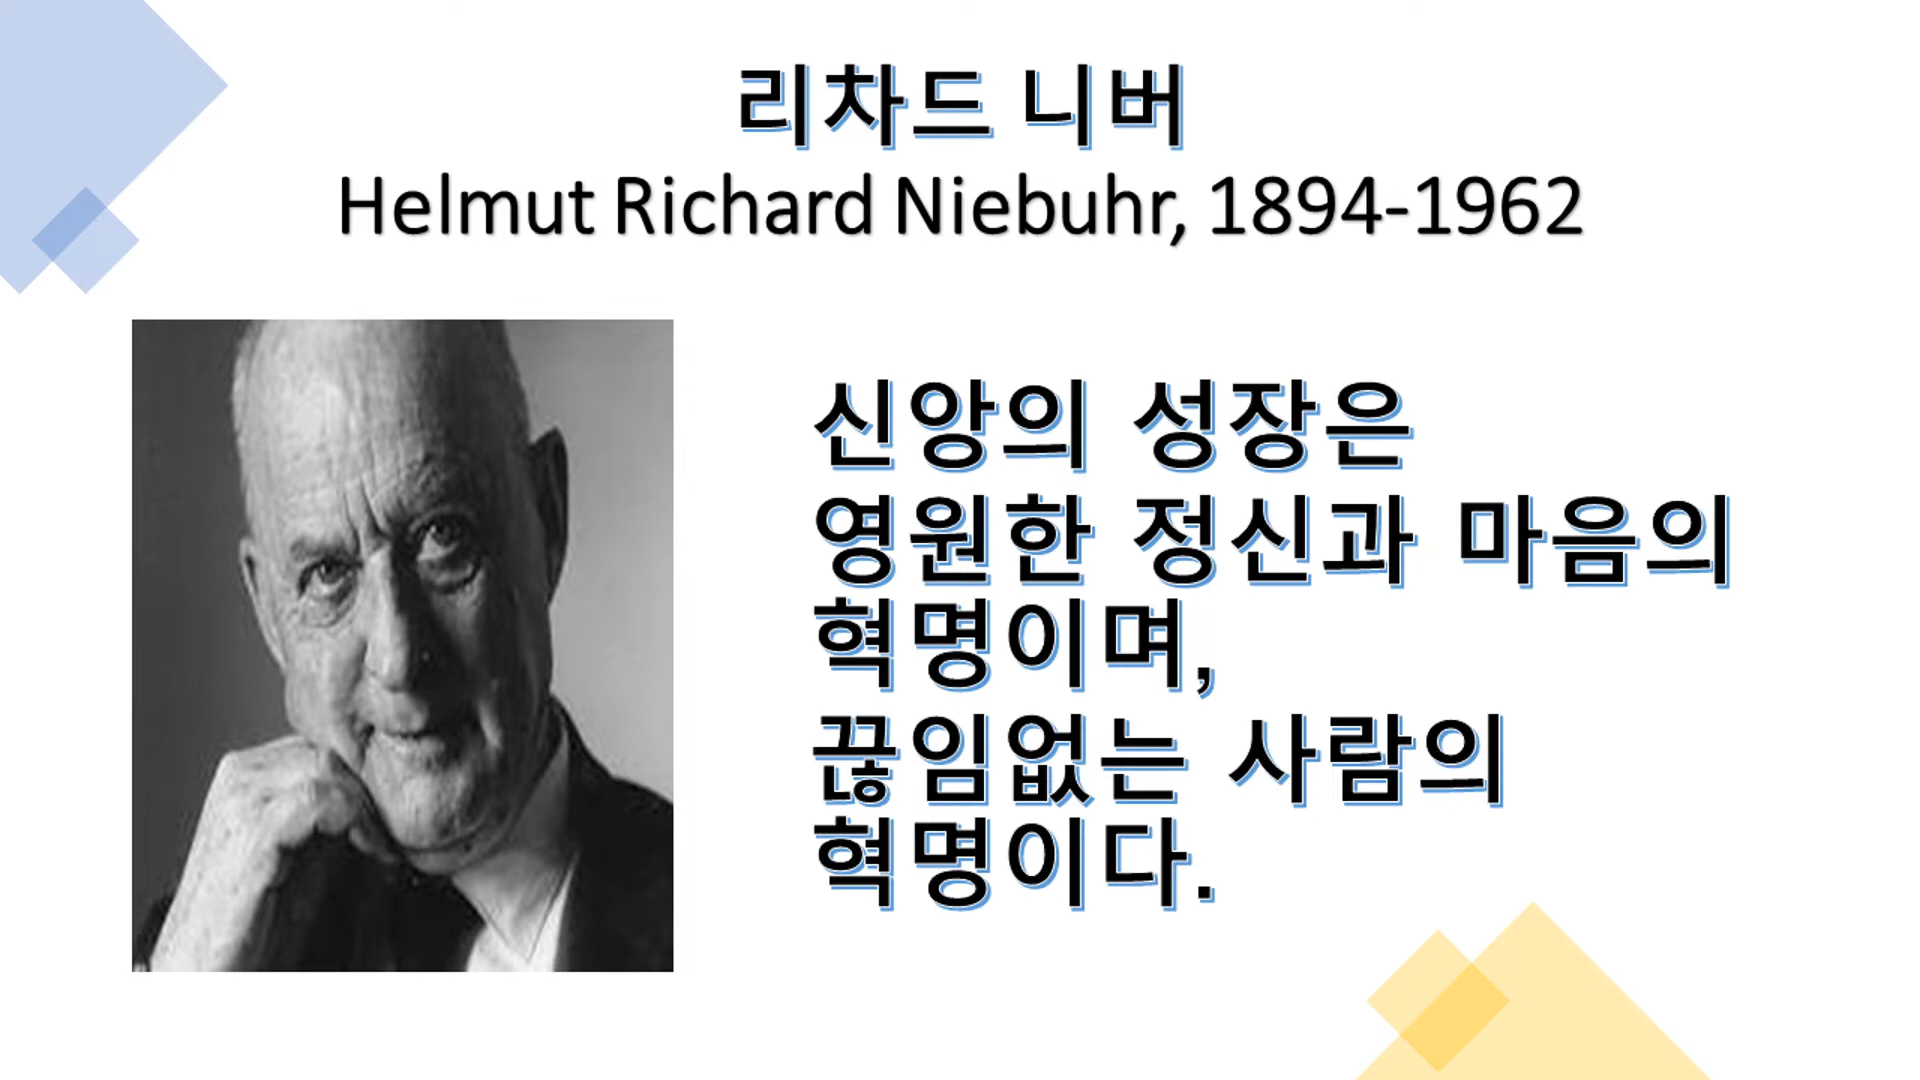 리차드 니버
Helmut Richard Niebuhr, 1894-1962
신앙의 성장은
영원한 정신과 마음의
혁명이며,
끊임없는 사람의
혁명이다.